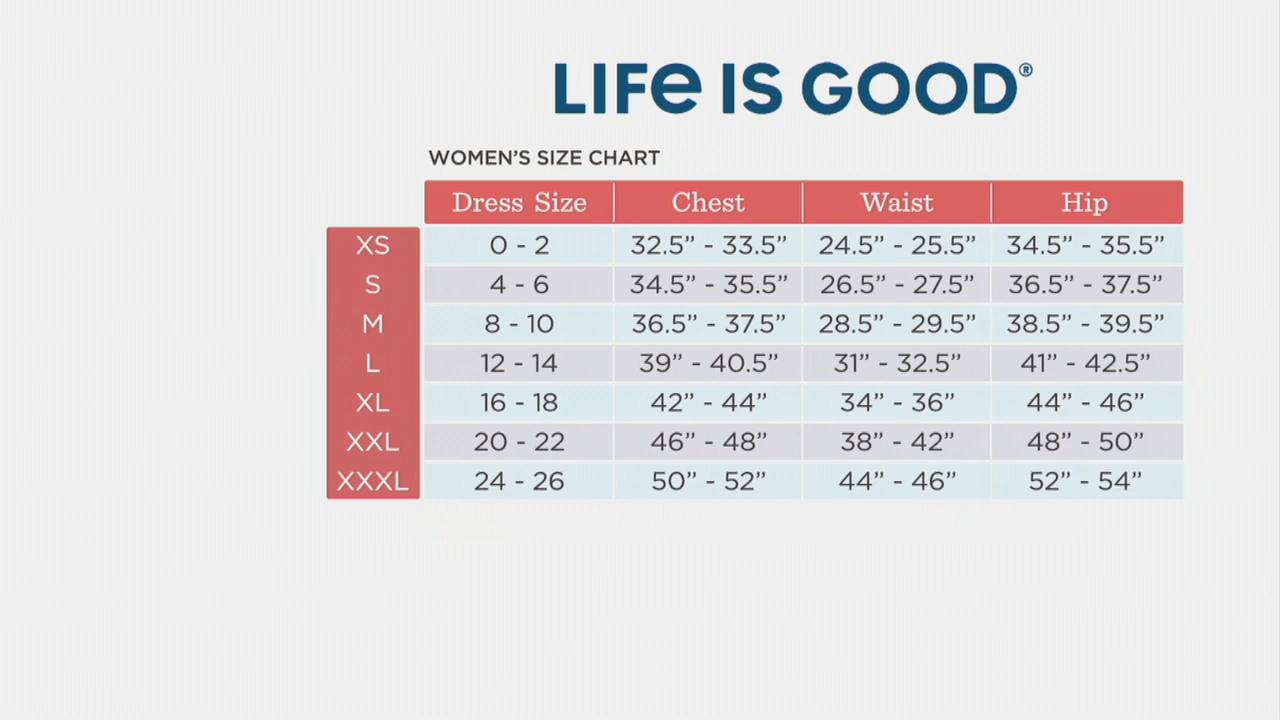 LIFe IS GOOD®
WOMEN’S SIZE CHART
Dress Size Chest Waist Hip
XS 0 - 2 32.5” - 33.5” 24.5” - 25.5” 34.5” - 35.5”
S 4 - 6 34.5” - 35.5” 26.5” - 27.5” 36.5” - 37.5”
M 8 - 10 36.5” - 37.5” 28.5” - 29.5” 38.5” - 39.5”
L 12 - 14 39” - 40.5” 31” - 32.5” 41” - 42.5”
XL 16 - 18 42” - 44” 34” - 36” 44” - 46”
XXL 20 - 22 46” - 48” 38” - 42” 48” - 50”
XXXL 24 - 26 50” - 52” 44” - 46” 52” - 54”